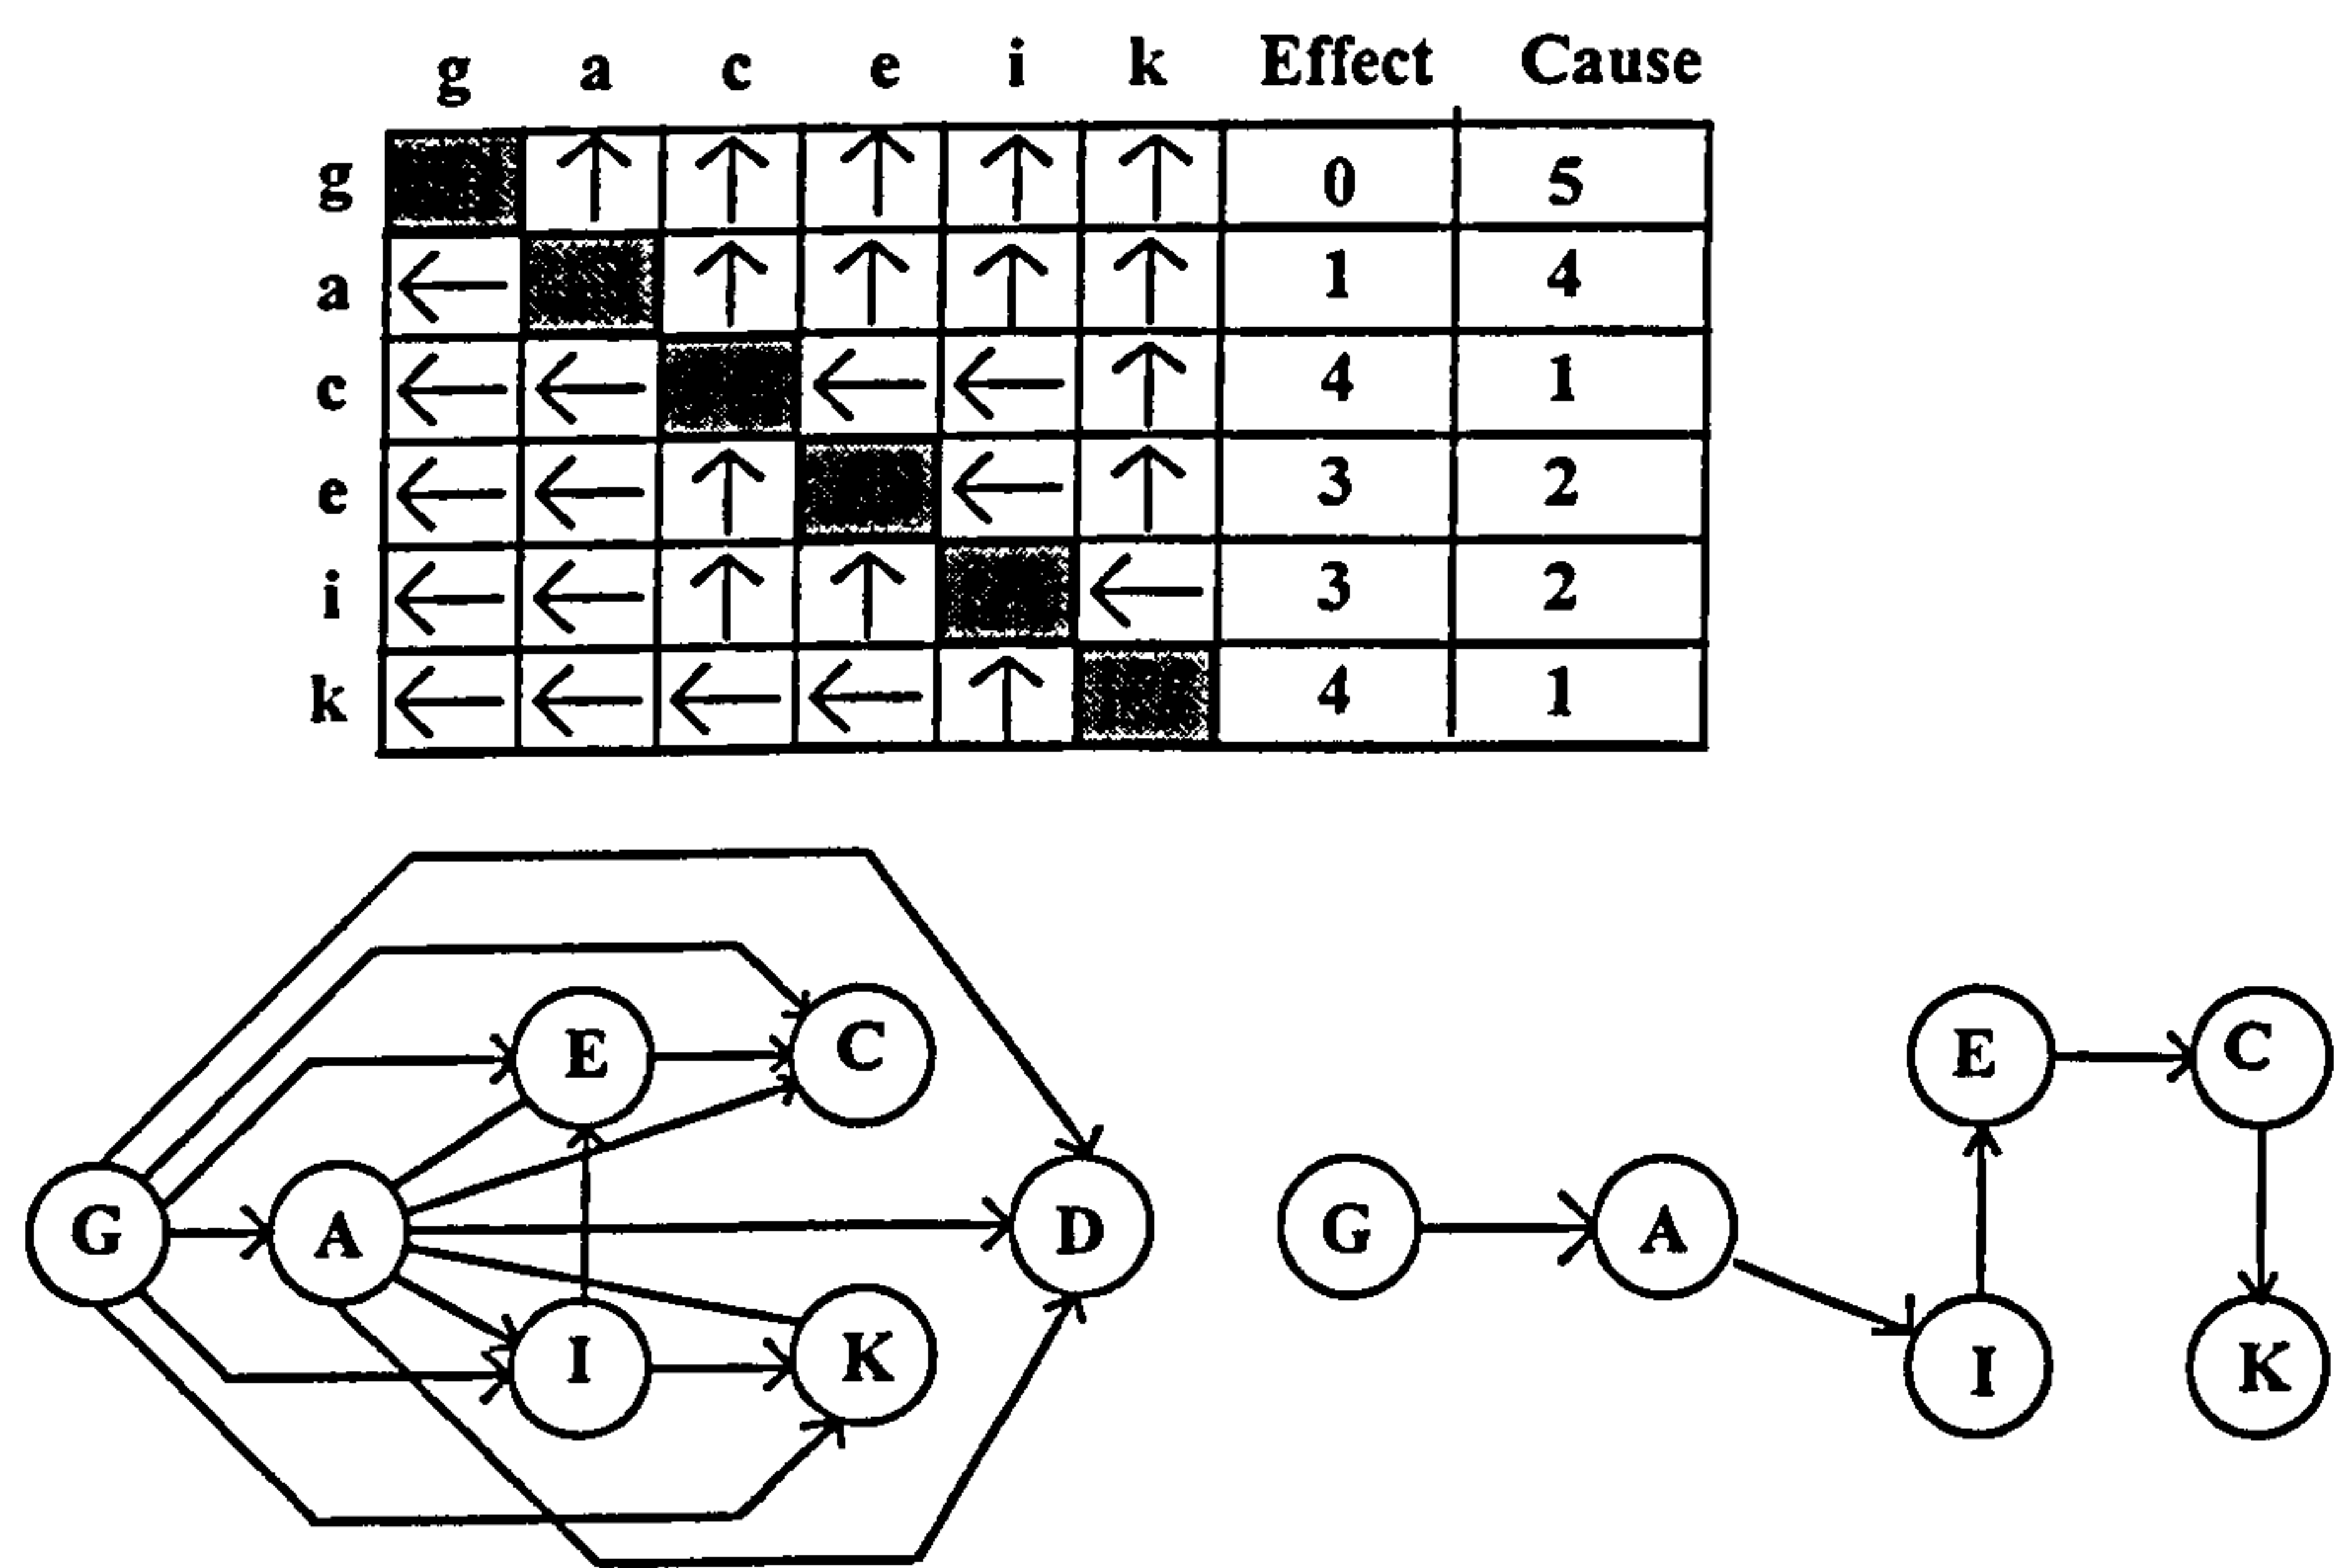 g a c e i k Effect Cause
g 0 5
a 1 4
c 4 1
e 3 2
i 3 2
k 4 1
E C E C
G A D G A
I K I K